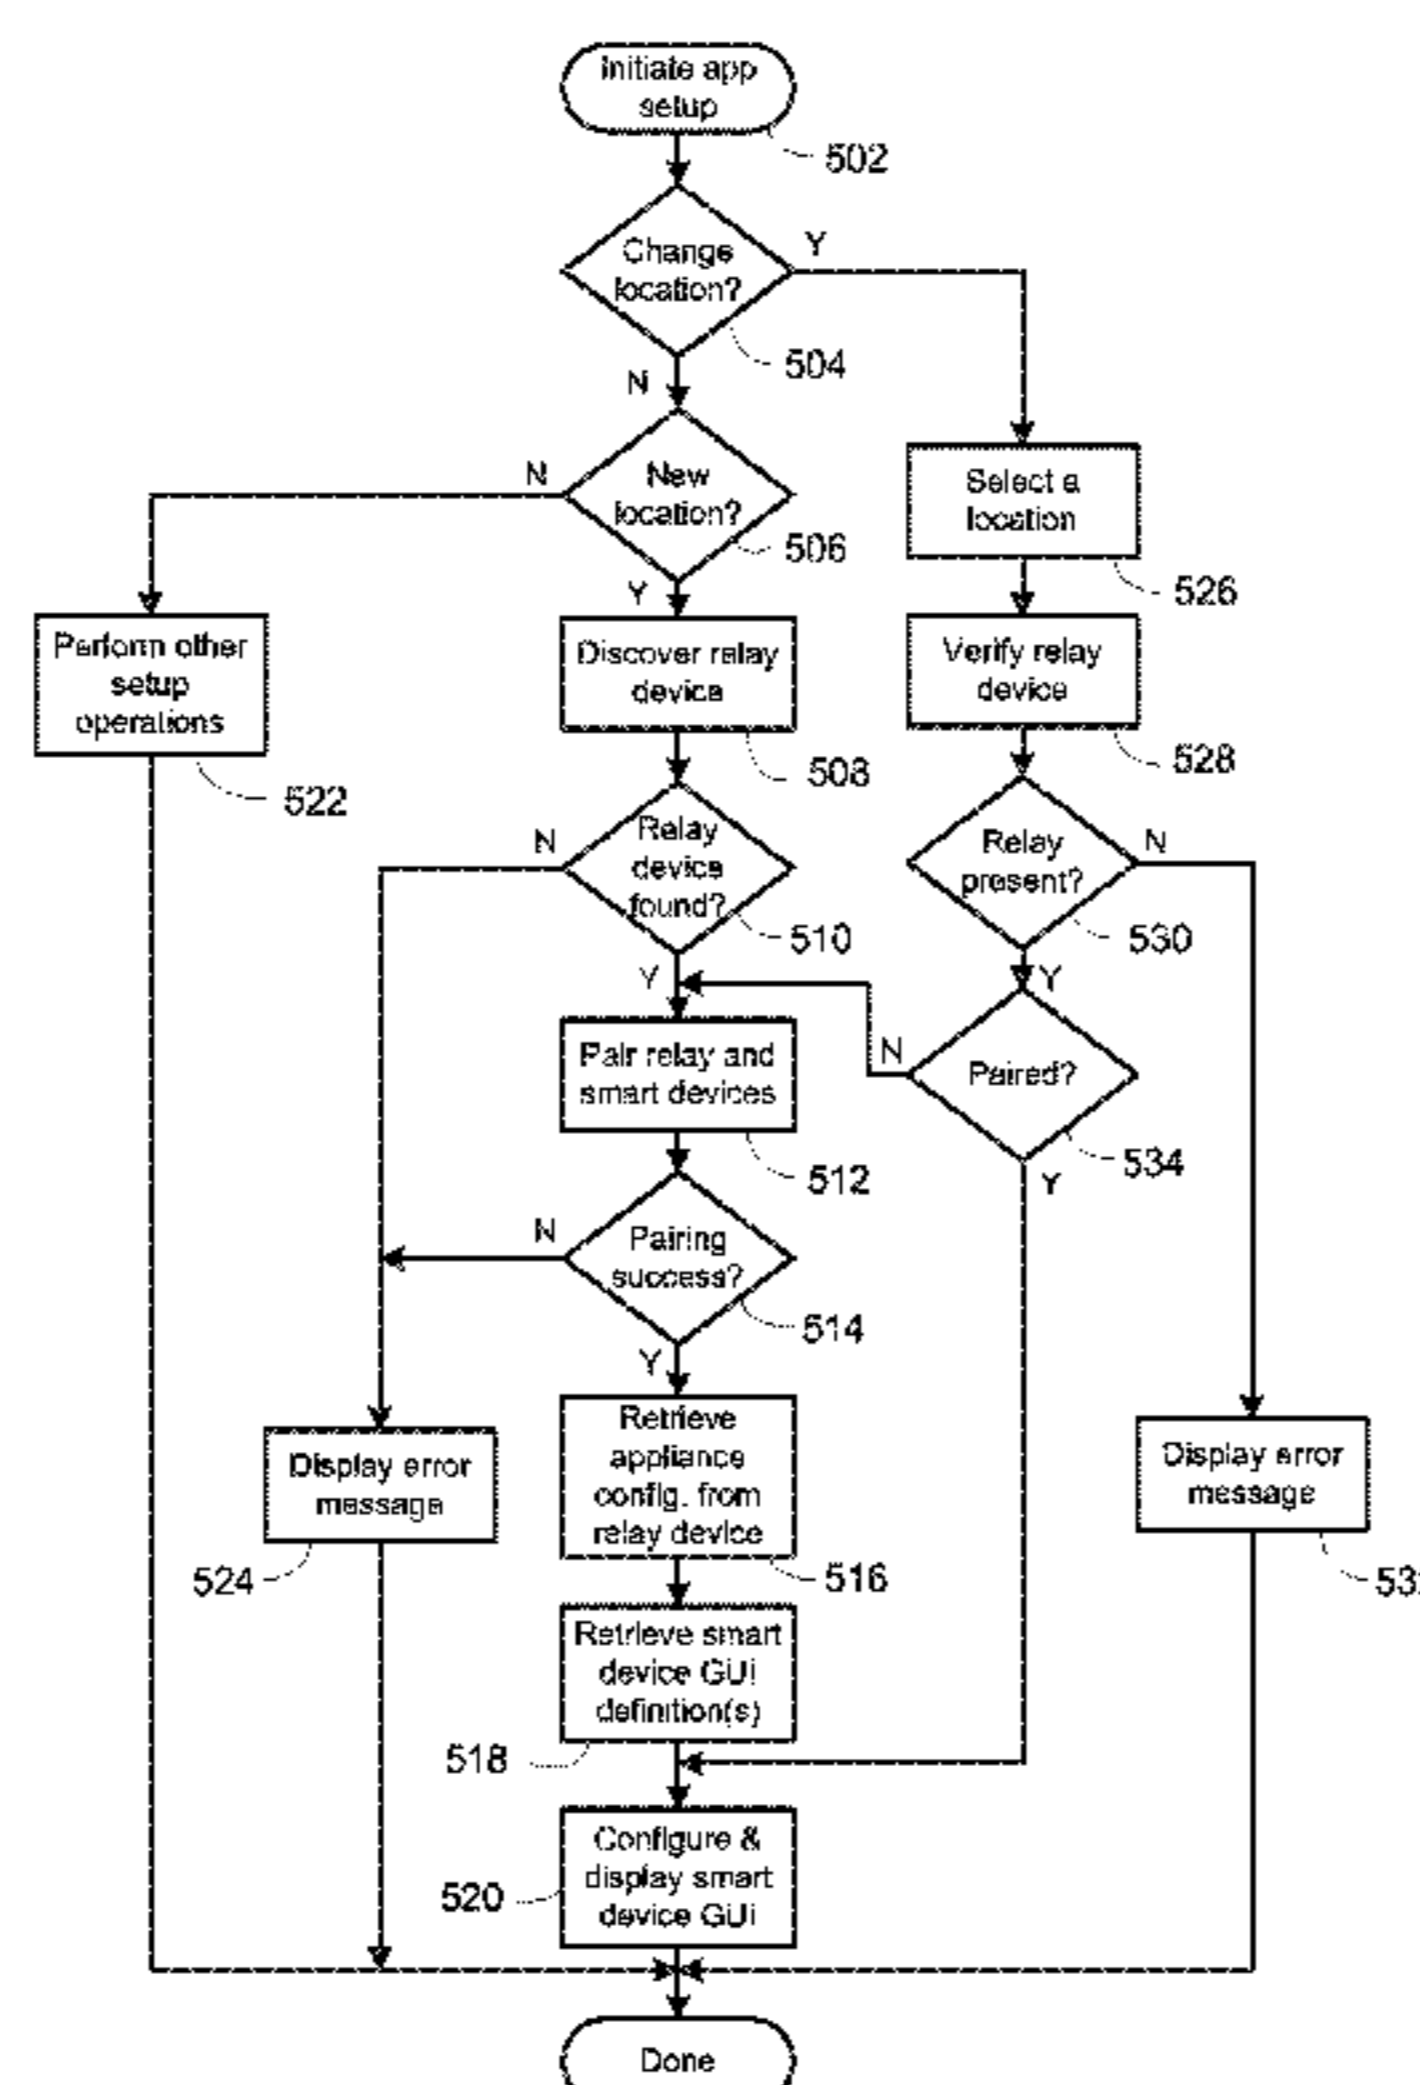 Initiate app
setup
502
Change
location?
Y
504
N
New
location?
N
506
Y
Select a
location
526
Perform other
setup
operations
522
Discover relay
device
508
Verify relay
device
528
Relay
device
found?
N
510
Y
Relay
present?
N
530
Y
Pair relay and
smart devices
512
Paired?
N
534
Y
Pairing
success?
N
514
Y
Retrieve
appliance
config. from
relay device
516
Display error
message
524
Display error
message
Retrieve smart
device GUI
definition(s)
518
Configure &
display smart
device GUI
520
Done